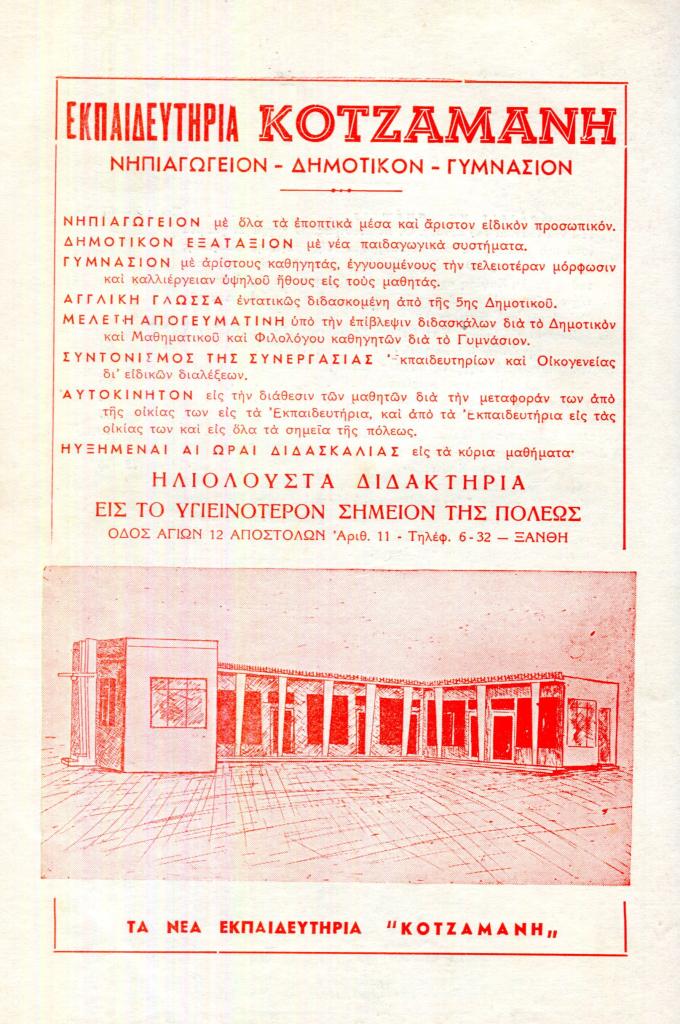 ΕΚΠΑΙΔΕΥΤΗΡΙΑ ΚΟΤΖΑΜΑΝΗ
ΝΗΠΙΑΓΩΓΕΙΟΝ - ΔΗΜΟΤΙΚΟΝ - ΓΥΜΝΑΣΙΟΝ
ΝΗΠΙΑΓΩΓΕΙΟΝ μὲ ὅλα τὰ ἐποπτικὰ μέσα καὶ ἄριστον εἰδικὸν προσωπικόν.
ΔΗΜΟΤΙΚΟΝ ΕΞΑΤΑΞΙΟΝ μὲ νέα παιδαγωγικὰ συστήματα.
ΓΥΜΝΑΣΙΟΝ μὲ ἀρίστους καθηγητάς, ἐγγυουμένους τὴν τελειοτέραν μόρφωσιν
καὶ καλλιέργειαν ὑψηλοῦ ἤθους εἰς τοὺς μαθητάς.
ΑΓΓΛΙΚΗ ΓΛΩΣΣΑ ἐντατικῶς διδασκομένη ἀπὸ τῆς 5ης Δημοτικοῦ.
ΜΕΛΕΤΗ ΑΠΟΓΕΥΜΑΤΙΝΗ ὑπὸ τὴν ἐπίβλεψιν διδασκάλων διὰ τὸ Δημοτικὸν
καὶ Μαθηματικοῦ καὶ Φιλολόγου καθηγητῶν διὰ τὸ Γυμνάσιον.
ΣΥΝΤΟΝΙΣΜΟΣ ΤΗΣ ΣΥΝΕΡΓΑΣΙΑΣ Ἐκπαιδευτηρίων καὶ Οἰκογενείας
δι' εἰδικῶν διαλέξεων.
ΑΥΤΟΚΙΝΗΤΟΝ εἰς τὴν διάθεσιν τῶν μαθητῶν διὰ τὴν μεταφοράν των ἀπὸ
τῆς οἰκίας των εἰς τὰ Ἐκπαιδευτήρια, καὶ ἀπὸ τὰ Ἐκπαιδευτήρια εἰς τὰς
οἰκίας των καὶ εἰς ὅλα τὰ σημεῖα τῆς πόλεως.
ΗΥΞΗΜΕΝΑΙ ΑΙ ΩΡΑΙ ΔΙΔΑΣΚΑΛΙΑΣ εἰς τὰ κύρια μαθήματα·
ΗΛΙΟΛΟΥΣΤΑ ΔΙΔΑΚΤΗΡΙΑ
ΕΙΣ ΤΟ ΥΓΙΕΙΝΟΤΕΡΟΝ ΣΗΜΕΙΟΝ ΤΗΣ ΠΟΛΕΩΣ
ΟΔΟΣ ΑΓΙΩΝ 12 ΑΠΟΣΤΟΛΩΝ Ἀριθ. 11 - Τηλέφ. 6-32 — ΞΑΝΘΗ
ΤΑ ΝΕΑ ΕΚΠΑΙΔΕΥΤΗΡΙΑ "ΚΟΤΖΑΜΑΝΗ„